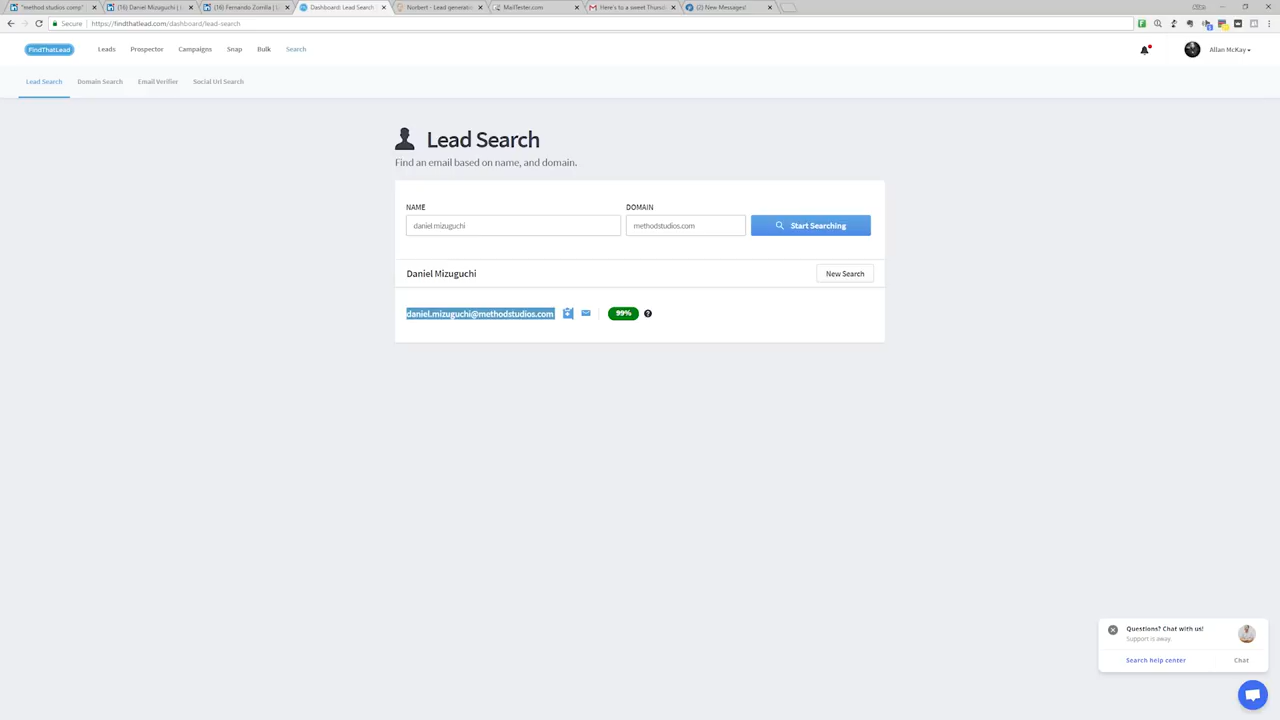 "method studios comp"
(16) Daniel Mizuguchi | L
(16) Fernando Zumila | L
Dashboard: Lead Search
Norbert - Lead generatio
MailTester.com
Here's to a sweet Thursd
(2) New Messages!
Secure
https://findthatlead.com/dashboard/lead-search
FindThatLead
Leads
Prospector
Campaigns
Snap
Bulk
Search
Allan McKay
Lead Search
Domain Search
Email Verifier
Social Url Search
Lead Search
Find an email based on name, and domain.
NAME
DOMAIN
daniel mizuguchi
methodstudios.com
Start Searching
Daniel Mizuguchi
New Search
daniel.mizuguchi@methodstudios.com
99%
Questions? Chat with us!
Support is away.
Search help center
Chat